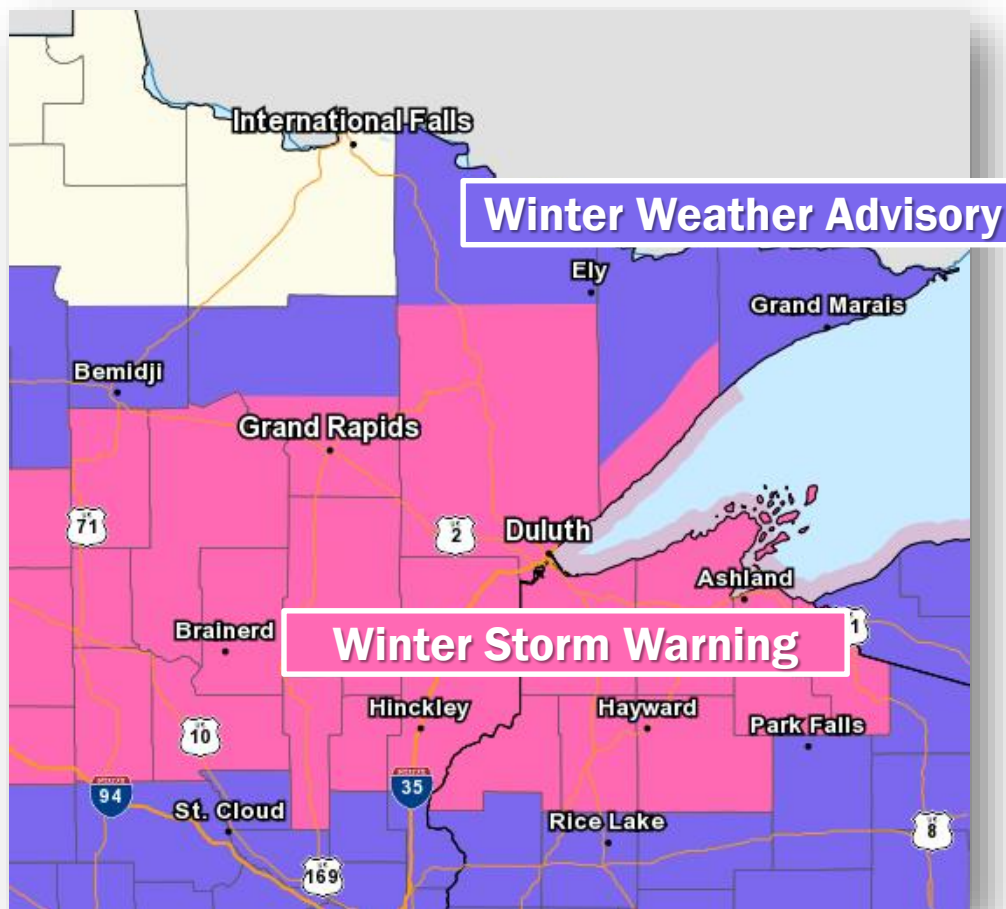 International Falls
Winter Weather Advisory
Ely
Grand Marais
Bemidji
Grand Rapids
71
2
Duluth
Ashland
Brainerd
Winter Storm Warning
1
Hinckley
Hayward
Park Falls
10
94
35
St. Cloud
Rice Lake
8
169